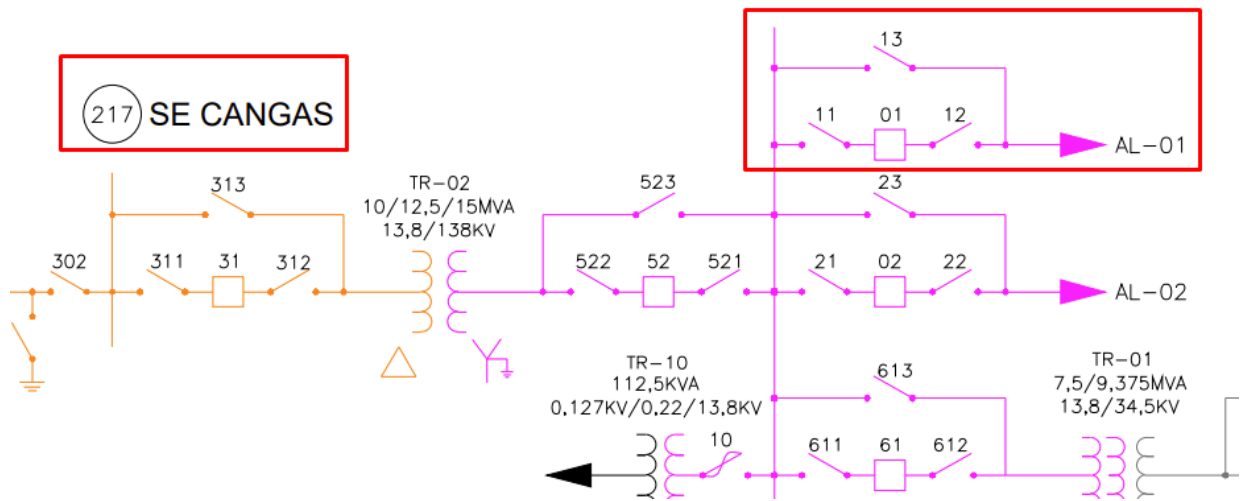 217 SE CANGAS
13
11 01 12
AL-01
313
TR-02
10/12,5/15MVA
13,8/138KV
523
23
302 311 31 312
522 52 521
21 02 22
AL-02
TR-10
112,5KVA
0,127KV/0,22/13,8KV
10
613
611 61 612
TR-01
7,5/9,375MVA
13,8/34,5KV